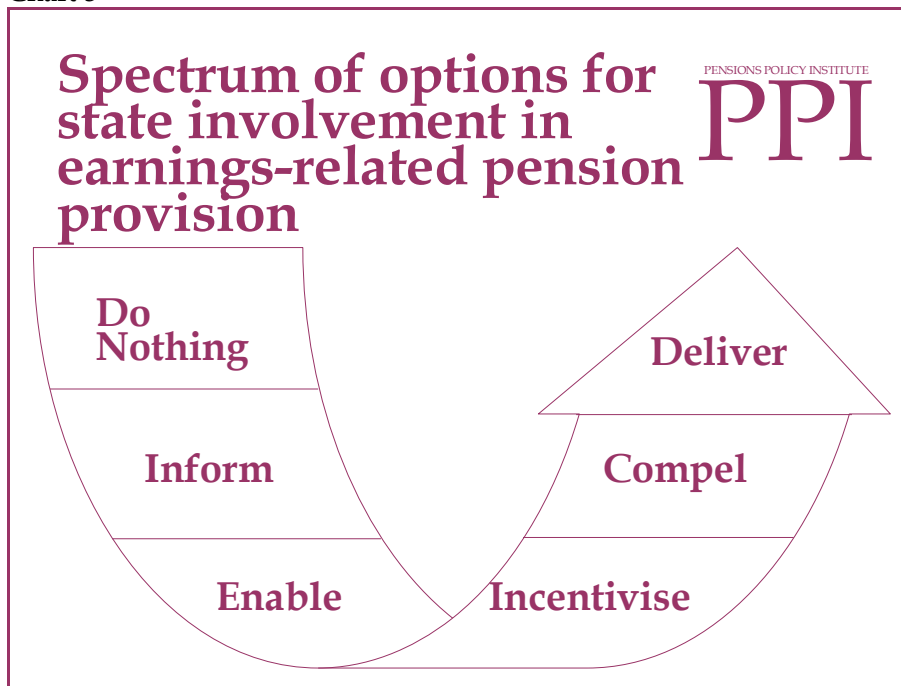 Spectrum of options for
state involvement in
earnings-related pension
provision
PENSIONS POLICY INSTITUTE
PPI
Do
Nothing
Inform
Enable
Incentivise
Compel
Deliver